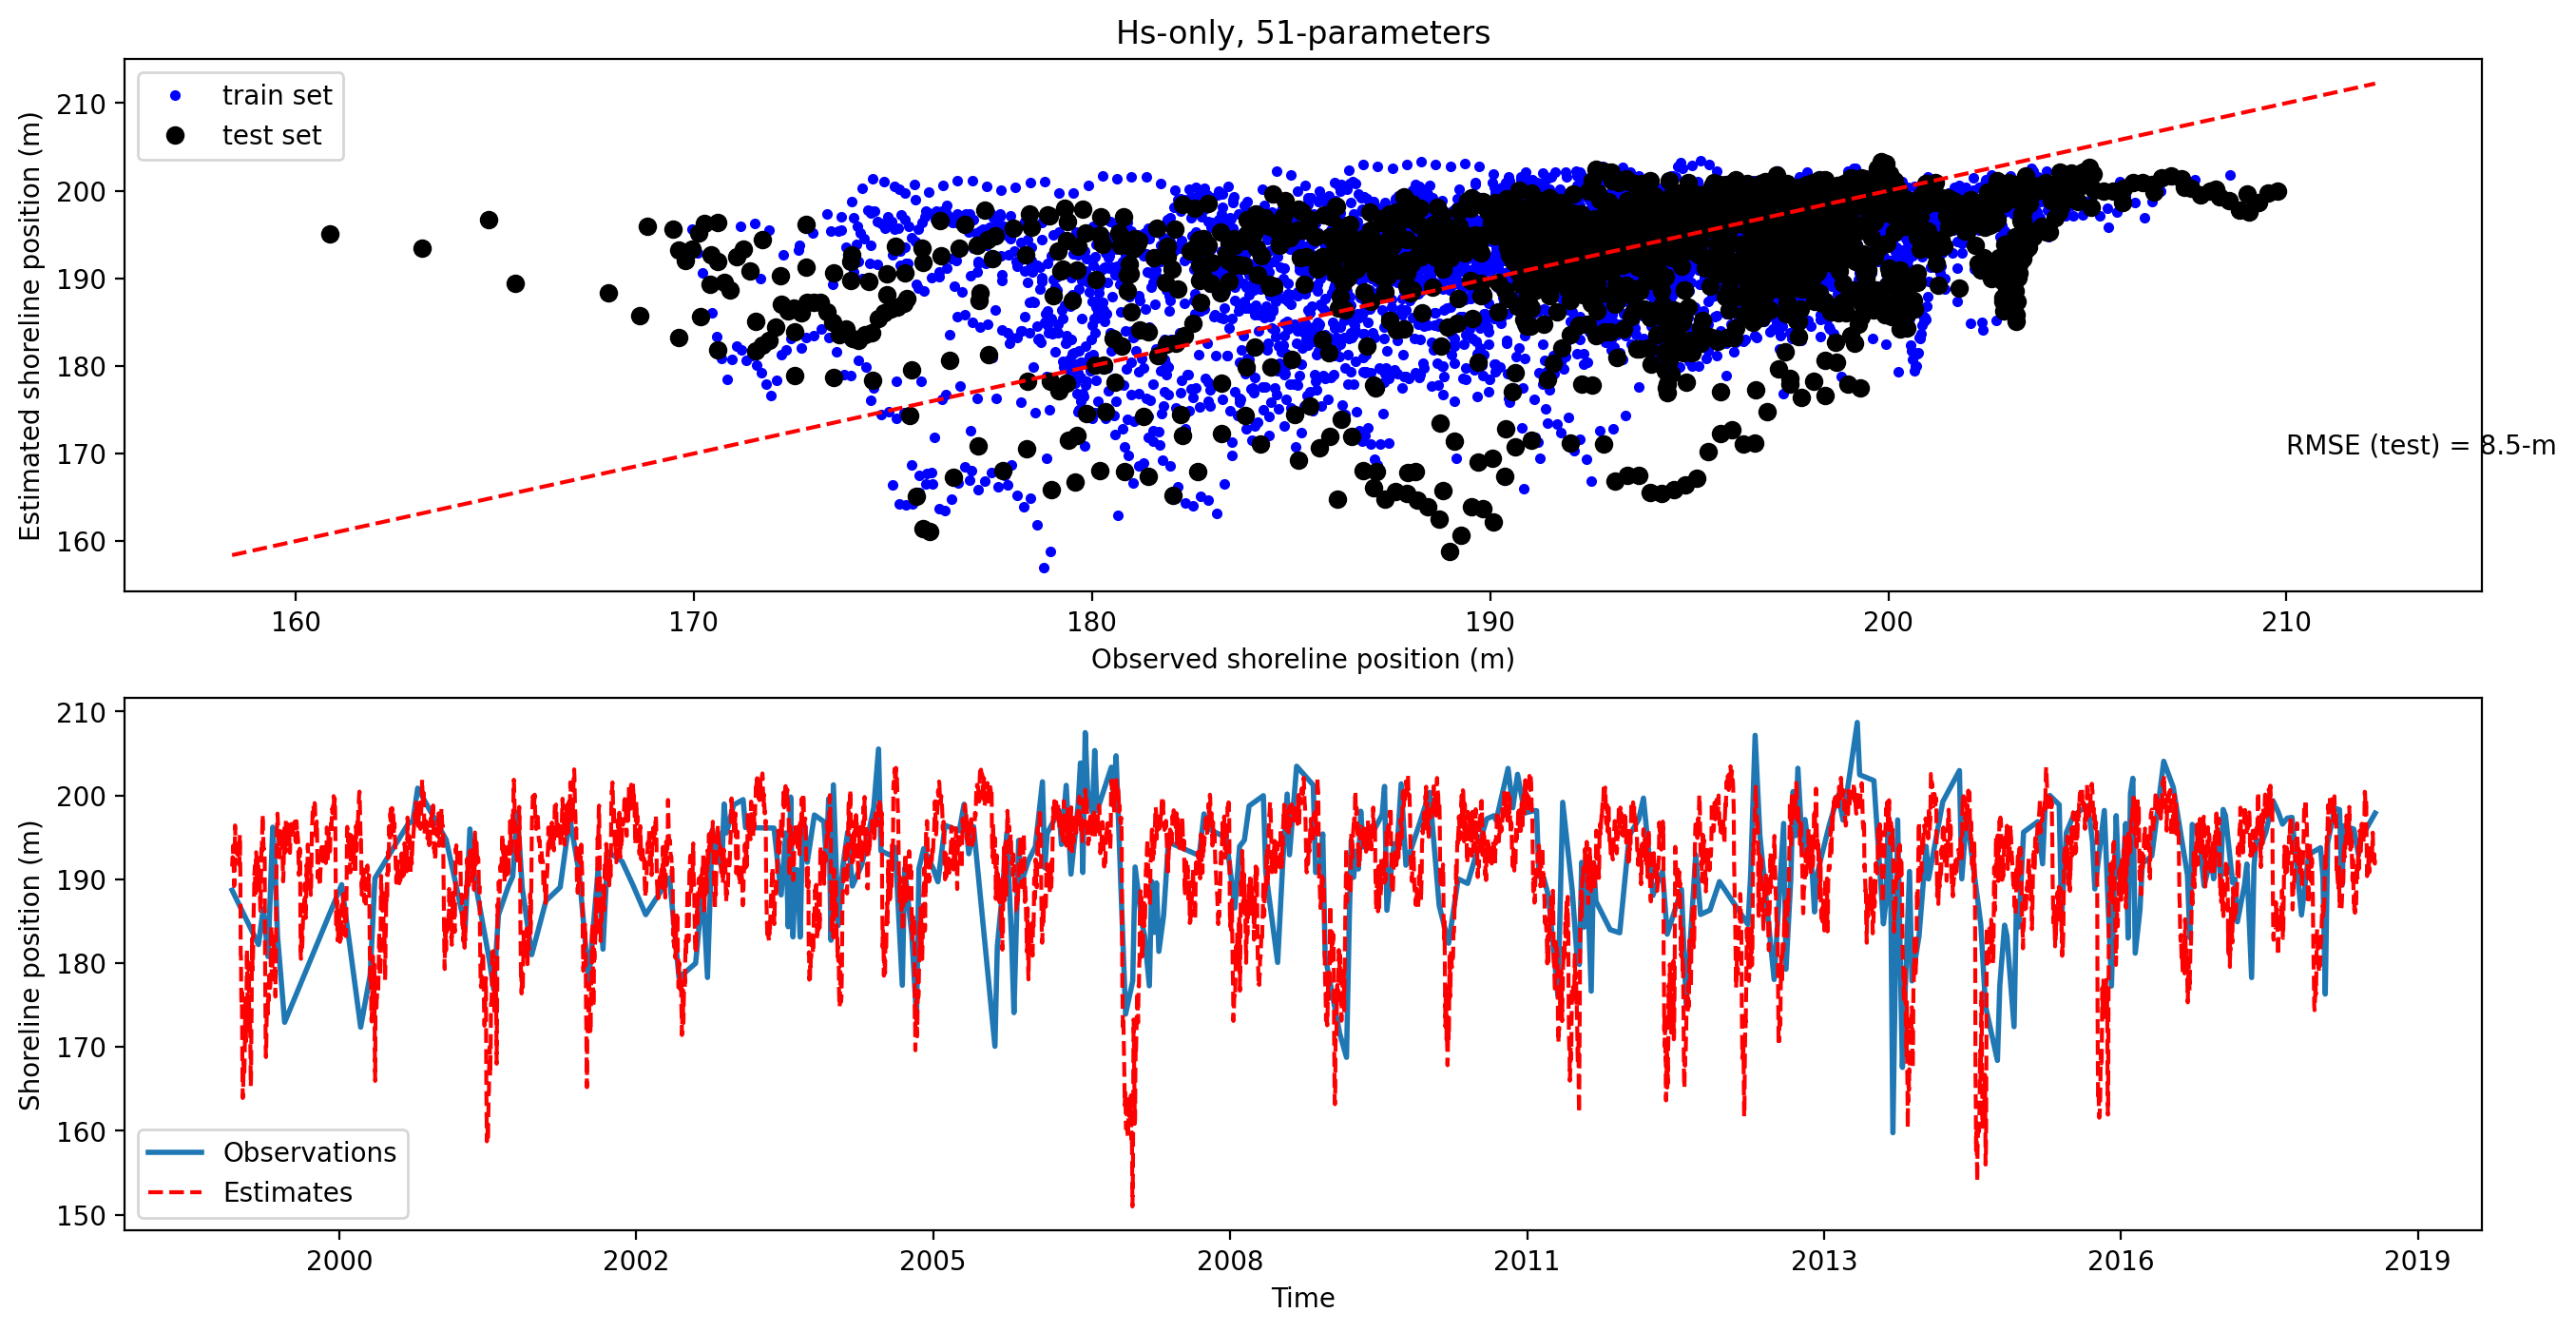 Hs-only, 51-parameters
train set
test set
Estimated shoreline position (m)
210
200
190
180
170
160
RMSE (test) = 8.5-m
160 170 180 190 200 210
Observed shoreline position (m)
Shoreline position (m)
210
200
190
180
170
160
150
Observations
Estimates
2000 2002 2005 2008 2011 2013 2016 2019
Time